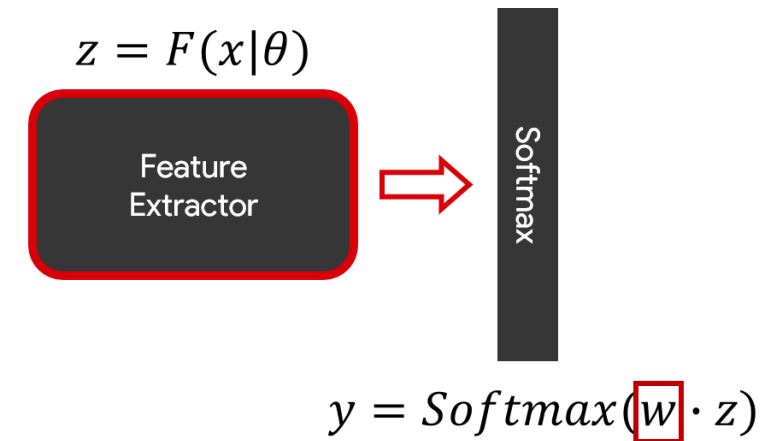 z = F(x|θ)
Feature
Extractor
Softmax
y = Softmax(w · z)